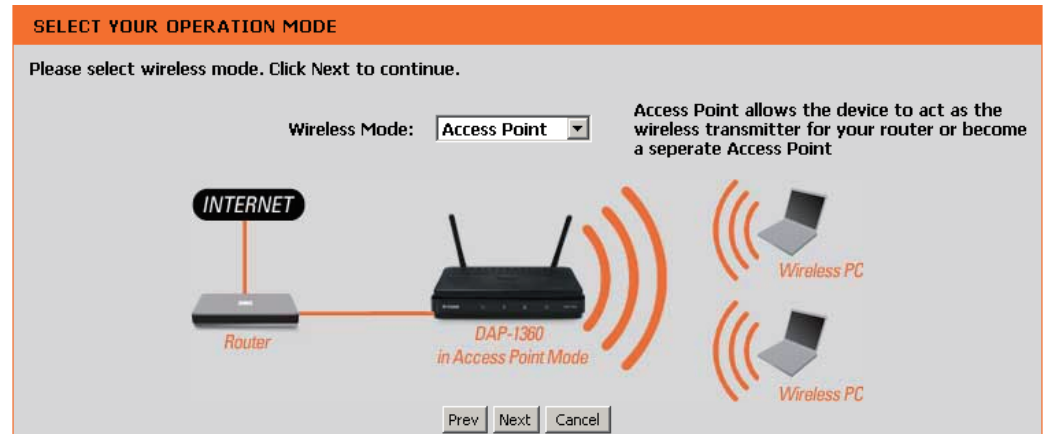 SELECT YOUR OPERATION MODE
Please select wireless mode. Click Next to continue.
Wireless Mode:
Access Point
Access Point allows the device to act as the
wireless transmitter for your router or become
a seperate Access Point
INTERNET
Wireless PC
Router
DAP-1360
in Access Point Mode
Wireless PC
Prev
Next
Cancel